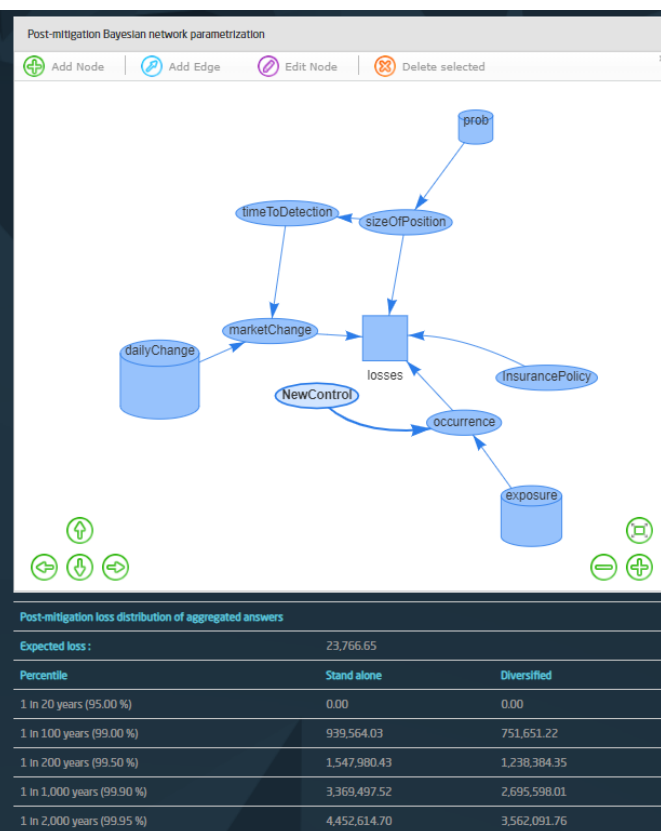 Post-mitigation Bayesian network parametrization
Add Node Add Edge Edit Node Delete selected
prob
timeToDetection
sizeOfPosition
marketChange
dailyChange
losses
InsurancePolicy
NewControl
occurrence
exposure
Post-mitigation loss distribution of aggregated answers
Expected loss : 23,766.65
Percentile Stand alone Diversified
1 in 20 years (95.00 %) 0.00 0.00
1 in 100 years (99.00 %) 939,564.03 751,651.22
1 in 200 years (99.50 %) 1,547,980.43 1,238,384.35
1 in 1,000 years (99.90 %) 3,369,497.52 2,695,598.01
1 in 2,000 years (99.95 %) 4,452,614.70 3,562,091.76